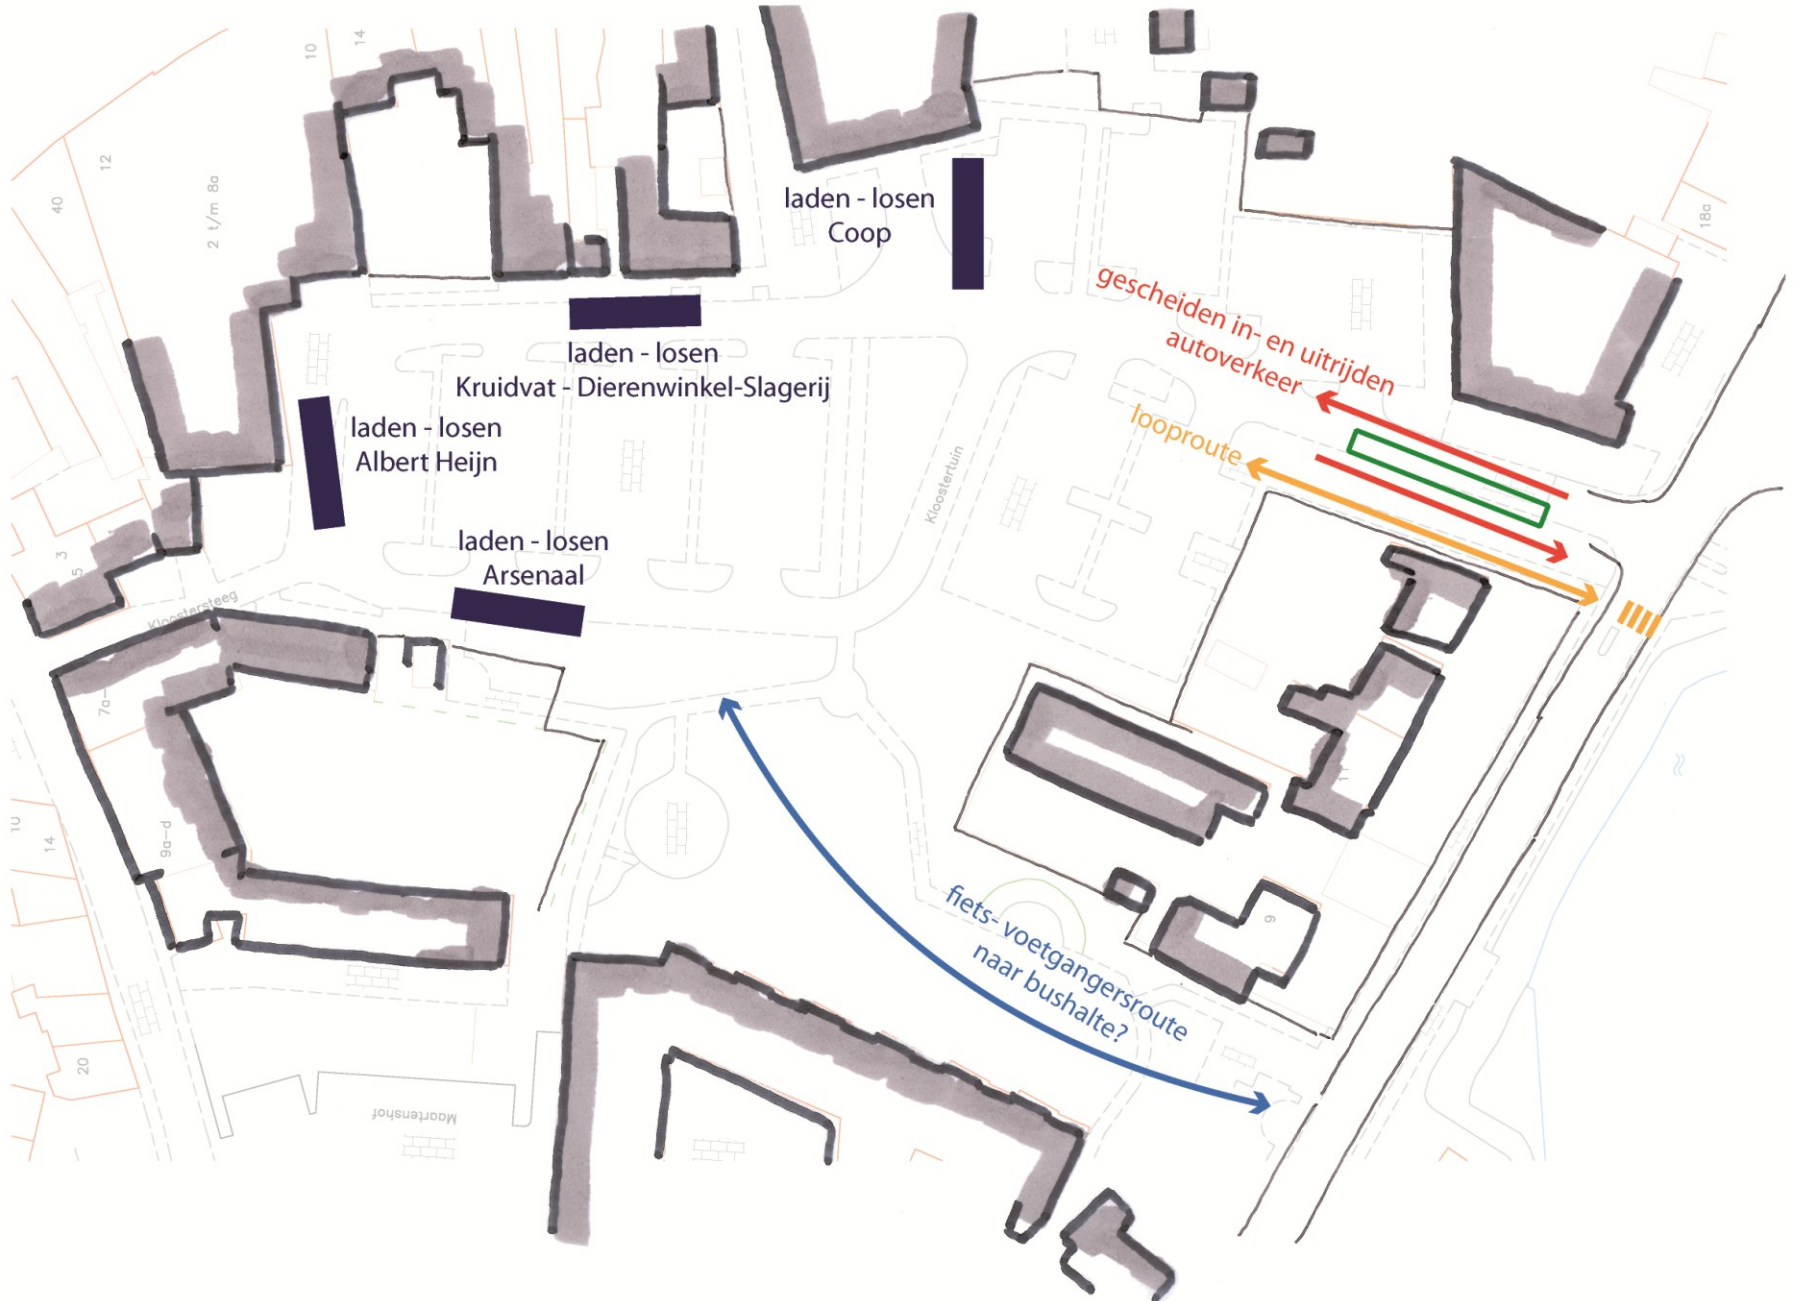 10
14
12
40
2 t/m 8a
18a
laden - losen
Coop
gescheiden in- en uitrijden
autoverkeer
laden - losen
Kruidvat - Dierenwinkel-Slagerij
looproute
laden - losen
Albert Heijn
Kloostertuin
laden - losen
Arsenaal
3
5
Kloostersteeg
7a-
9a-d
10
14
11
9
fiets- voetgangersroute
naar bushalte?
20
Maartenshof